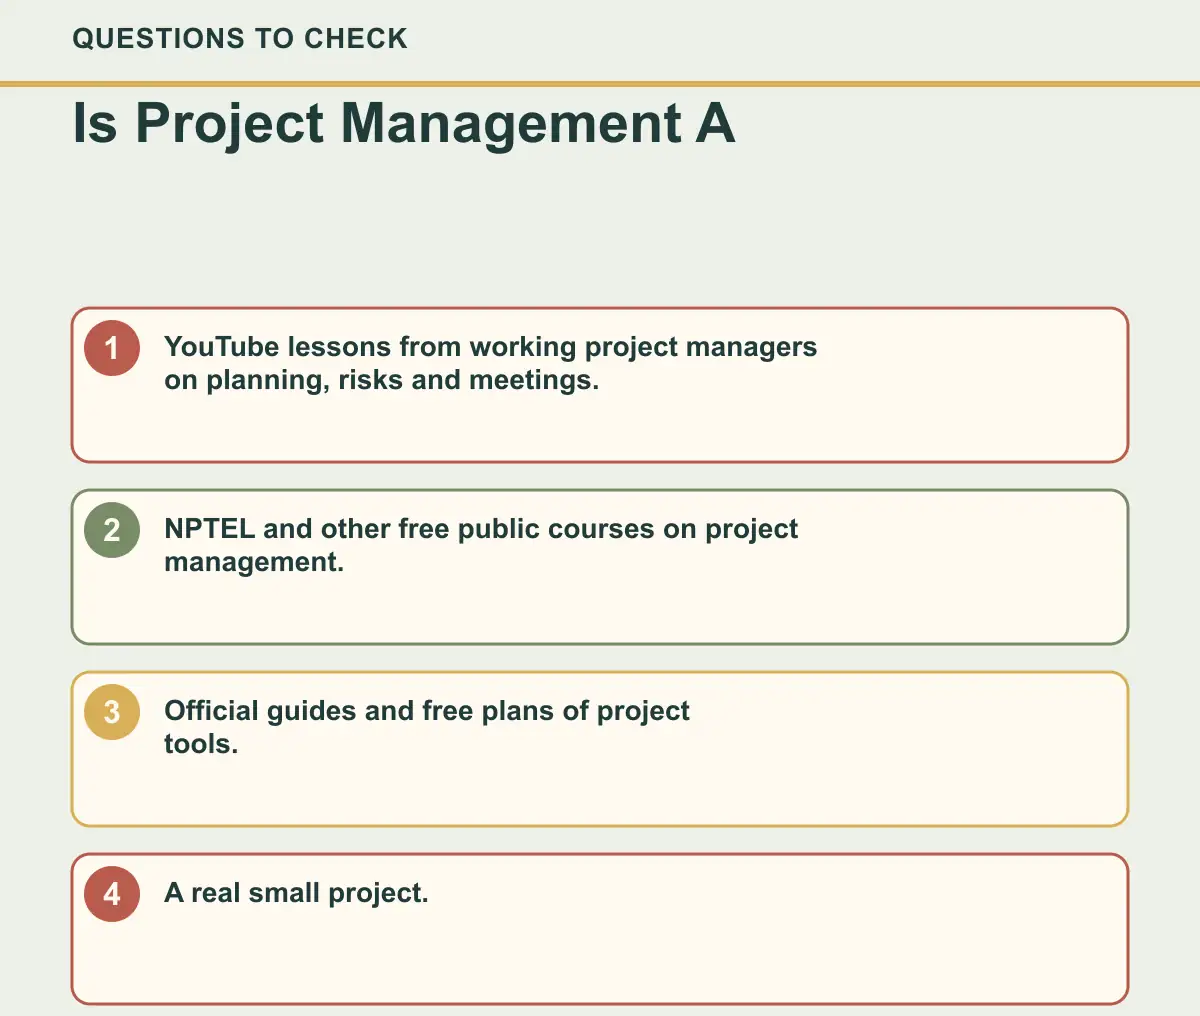 QUESTIONS TO CHECK
Is Project Management A
1
YouTube lessons from working project managers
on planning, risks and meetings.
2
NPTEL and other free public courses on project
management.
3
Official guides and free plans of project
tools.
4
A real small project.